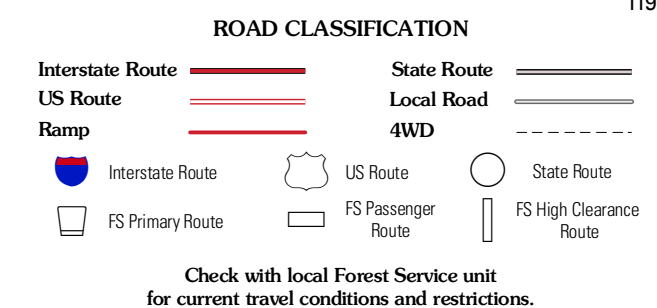 119
ROAD CLASSIFICATION
Interstate Route
State Route
US Route
Local Road
Ramp
4WD
Interstate Route
US Route
State Route
FS Primary Route
FS Passenger
Route
FS High Clearance
Route
Check with local Forest Service unit
for current travel conditions and restrictions.